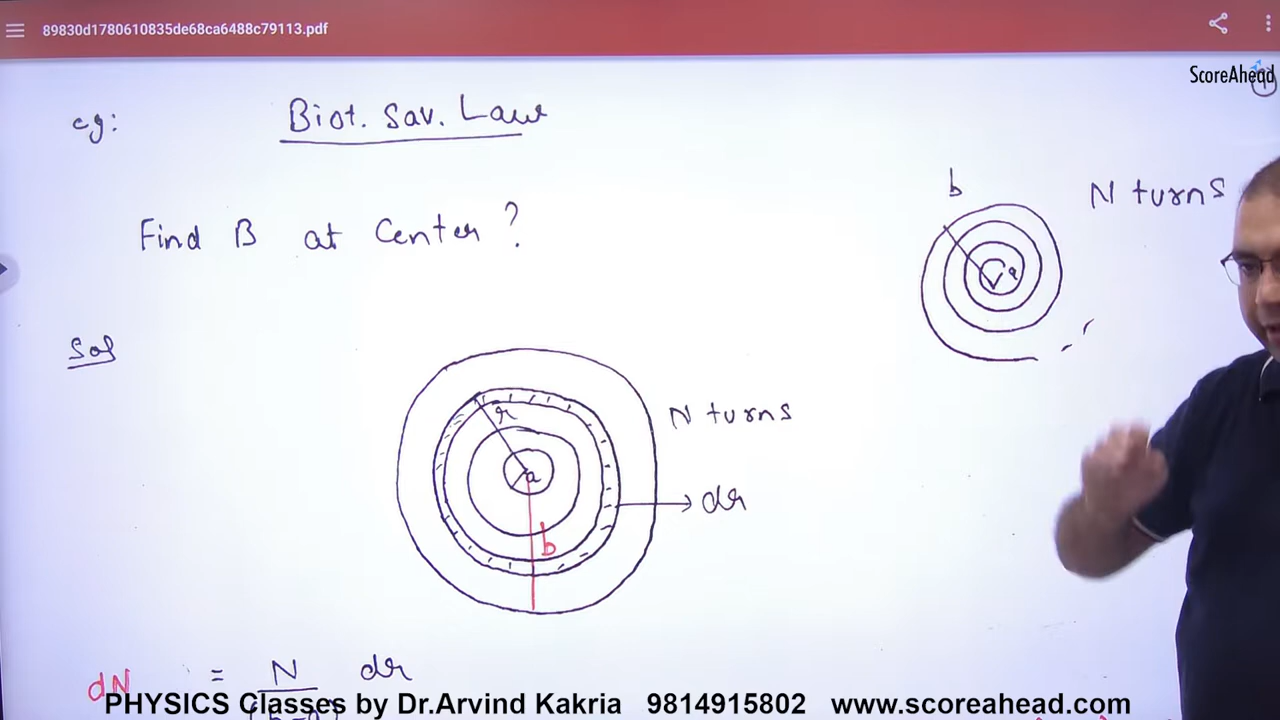 89830d1780610835de68ca6488c79113.pdf
ScoreAhead
eg: Biot. Sav. Law
b
N turns
a
Find B at Center ?
Sol
r
N turns
a
dr
b
dN = N dr
(b-a)
PHYSICS Classes by Dr.Arvind Kakria 9814915802 www.scoreahead.com